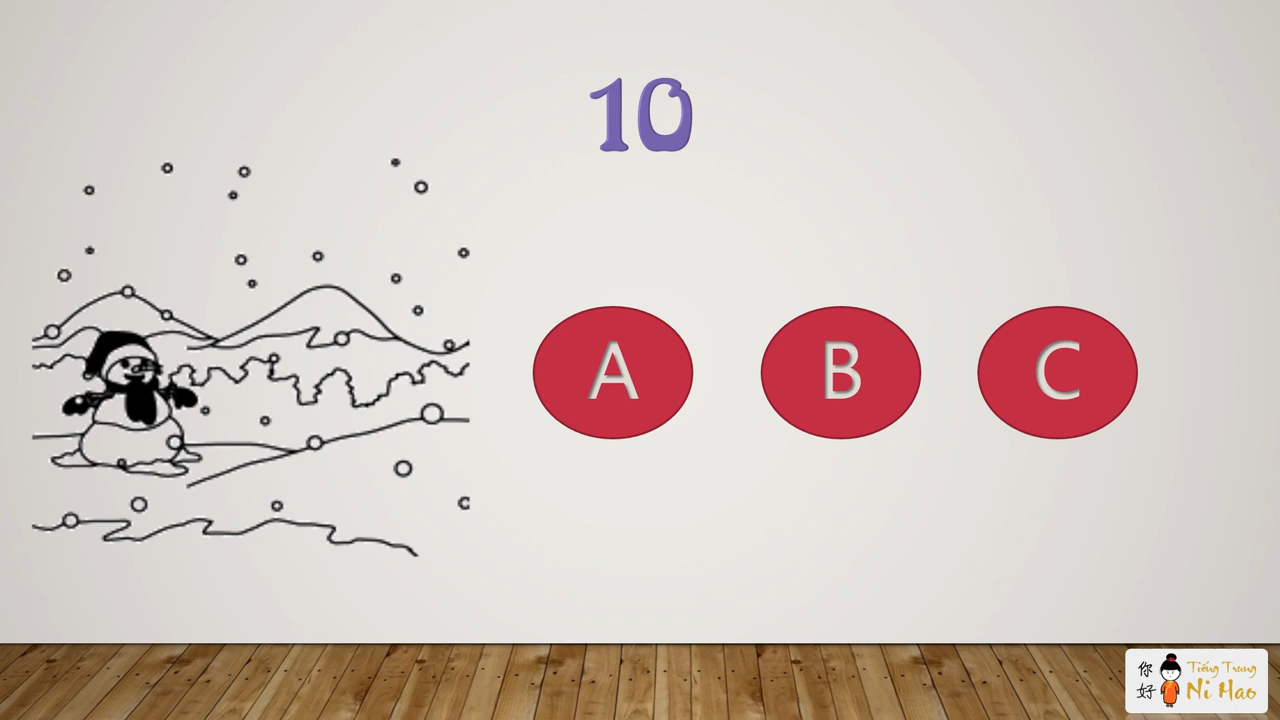 10
A B C
你好
Tiếng Trung
Ni Hao